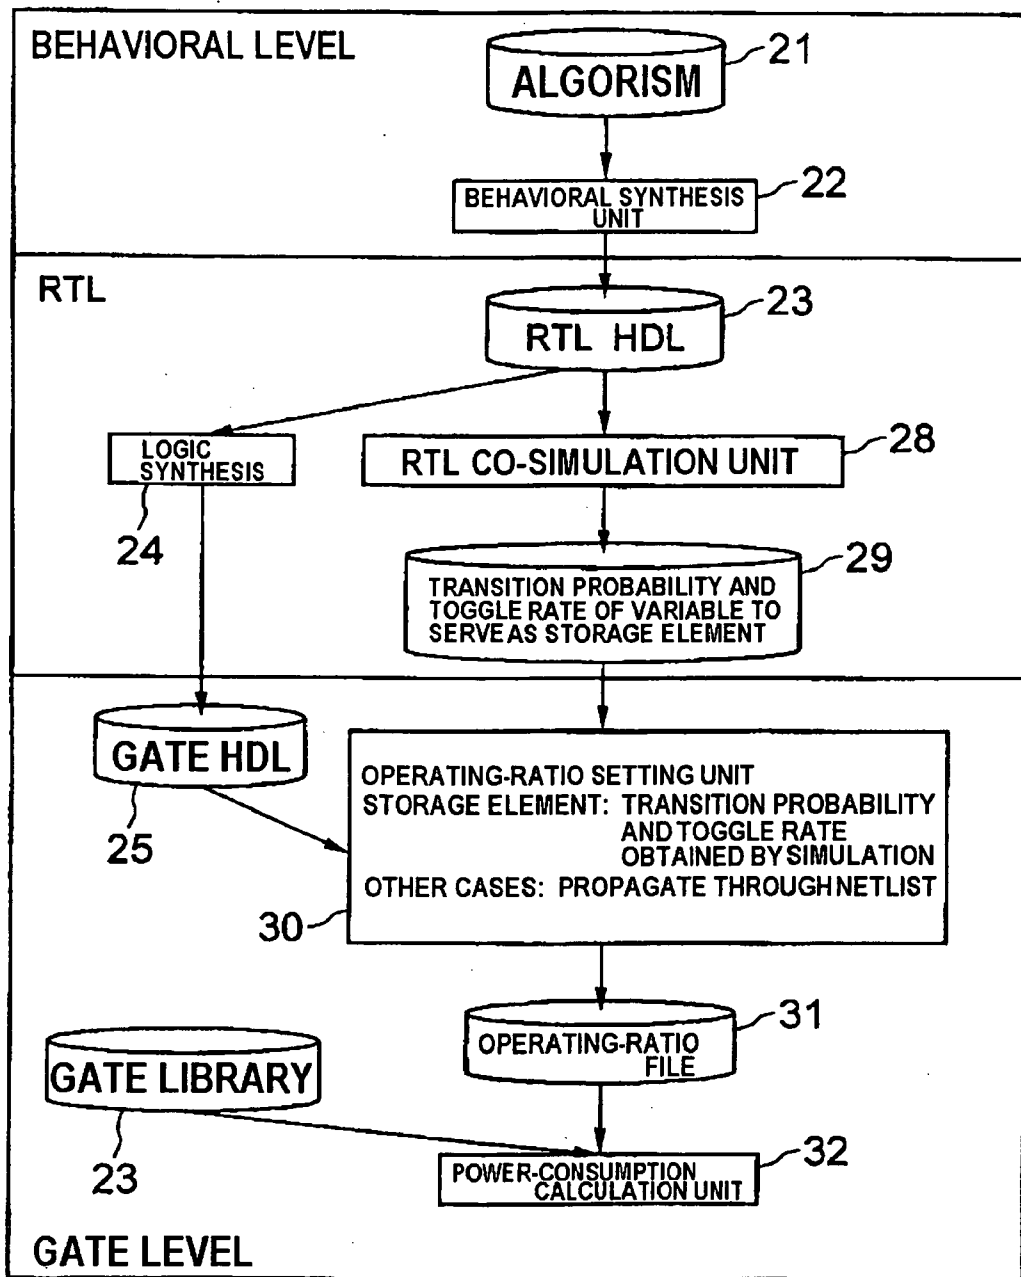 BEHAVIORAL LEVEL
ALGORISM
21
BEHAVIORAL SYNTHESIS
UNIT
22
RTL
RTL HDL
23
LOGIC
SYNTHESIS
24
RTL CO-SIMULATION UNIT
28
TRANSITION PROBABILITY AND
TOGGLE RATE OF VARIABLE TO
SERVE AS STORAGE ELEMENT
29
GATE HDL
25
OPERATING-RATIO SETTING UNIT
STORAGE ELEMENT: TRANSITION PROBABILITY
AND TOGGLE RATE
OBTAINED BY SIMULATION
OTHER CASES: PROPAGATE THROUGH NETLIST
30
OPERATING-RATIO
FILE
31
GATE LIBRARY
23
POWER-CONSUMPTION
CALCULATION UNIT
32
GATE LEVEL